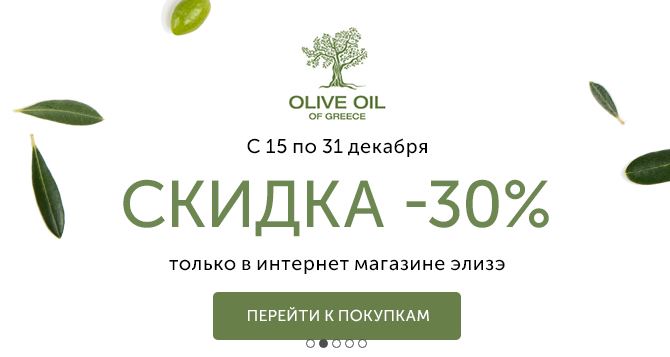 OLIVE OIL
OF GREECE
С 15 по 31 декабря
СКИДКА -30%
только в интернет магазине элизэ
ПЕРЕЙТИ К ПОКУПКАМ